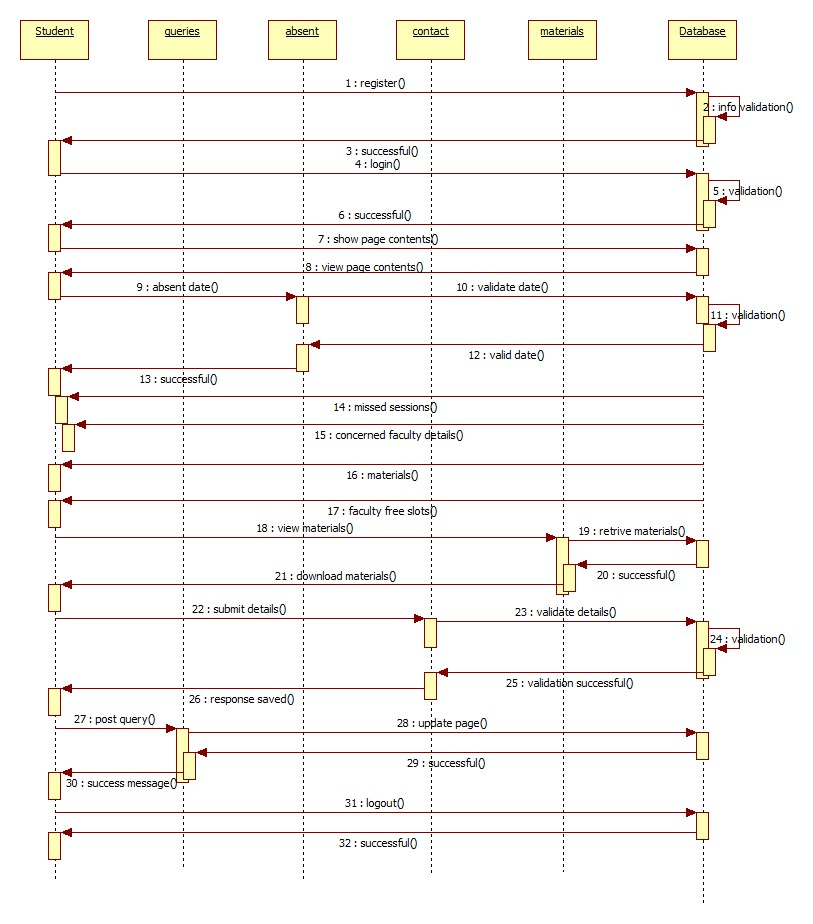 Student
queries
absent
contact
materials
Database
1 : register()
2 : info validation()
3 : successful()
4 : login()
5 : validation()
6 : successful()
7 : show page contents()
8 : view page contents()
9 : absent date()
10 : validate date()
11 : validation()
12 : valid date()
13 : successful()
14 : missed sessions()
15 : concerned faculty details()
16 : materials()
17 : faculty free slots()
18 : view materials()
19 : retrive materials()
20 : successful()
21 : download materials()
22 : submit details()
23 : validate details()
24 : validation()
25 : validation successful()
26 : response saved()
27 : post query()
28 : update page()
29 : successful()
30 : success message()
31 : logout()
32 : successful()